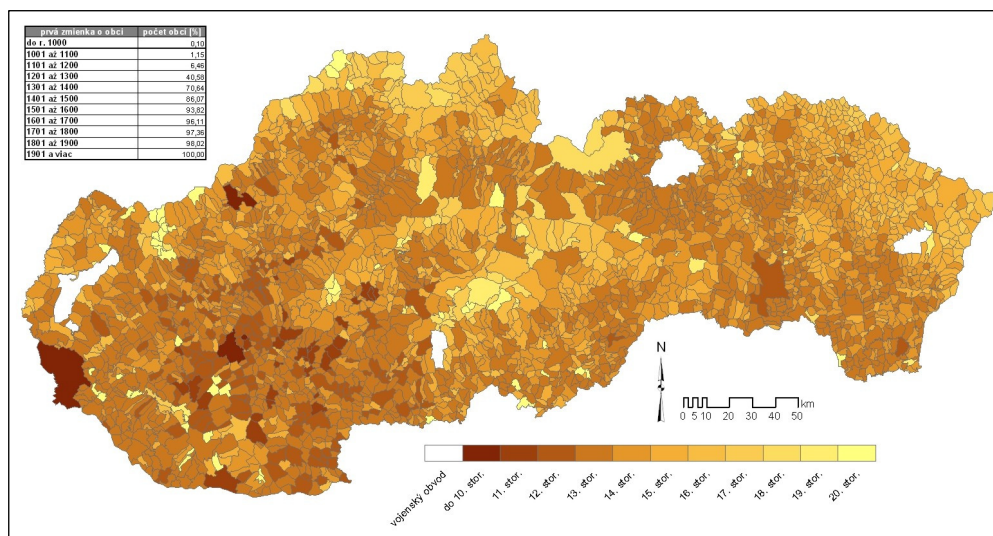 prvá zmienka o obci počet obcí [%]
do r. 1000 0,10
1001 až 1100 1,15
1101 až 1200 6,46
1201 až 1300 40,58
1301 až 1400 70,64
1401 až 1500 86,07
1501 až 1600 93,82
1601 až 1700 96,11
1701 až 1800 97,36
1801 až 1900 98,02
1901 a viac 100,00
N
km
0 5 10 20 30 40 50
vojenský obvod
do 10. stor.
11. stor.
12. stor.
13. stor.
14. stor.
15. stor.
16. stor.
17. stor.
18. stor.
19. stor.
20. stor.